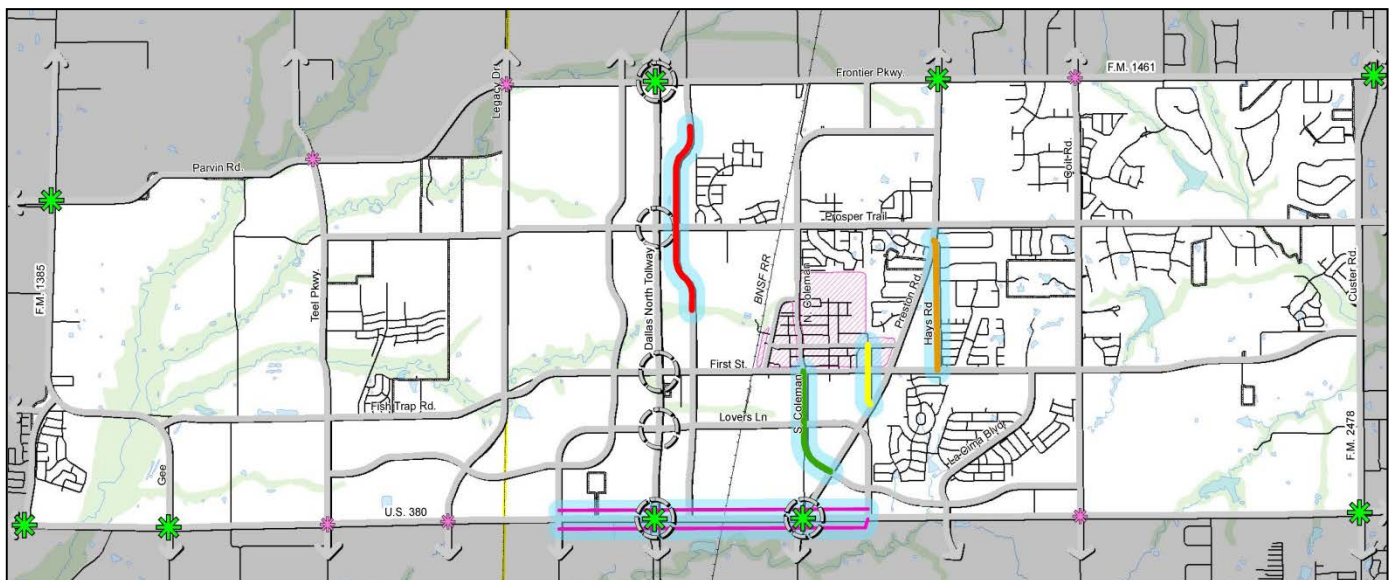 Legacy Dr.
Frontier Pkwy.
F.M. 1461
Parvin Rd.
Coit Rd.
Prosper Trail
F.M. 1385
Teel Pkwy.
Dallas North Tollway
BNSF RR
N. Coleman
Preston Rd.
Hays Rd
Custer Rd.
First St.
Fish Trap Rd.
Lovers Ln
S. Coleman
La Cima Blvd
F.M. 2478
Gee
U.S. 380